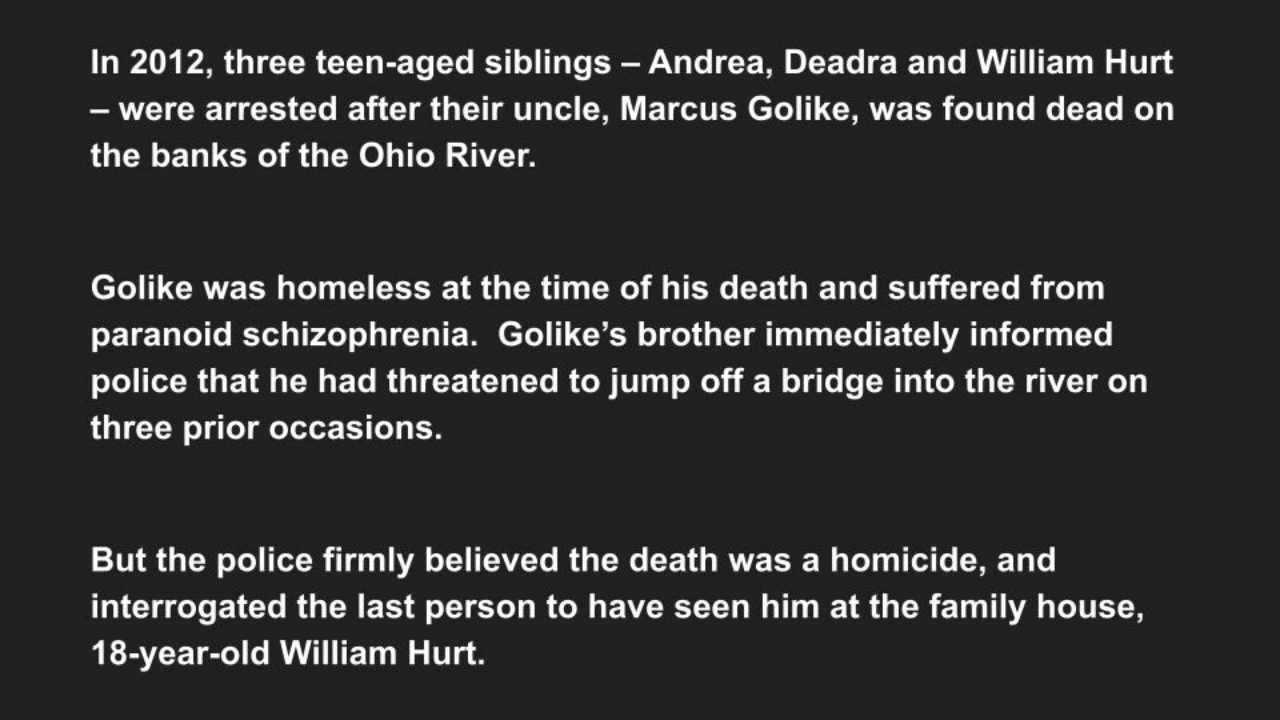 In 2012, three teen-aged siblings – Andrea, Deadra and William Hurt
– were arrested after their uncle, Marcus Golike, was found dead on
the banks of the Ohio River.
Golike was homeless at the time of his death and suffered from
paranoid schizophrenia.  Golike’s brother immediately informed
police that he had threatened to jump off a bridge into the river on
three prior occasions.
But the police firmly believed the death was a homicide, and
interrogated the last person to have seen him at the family house,
18-year-old William Hurt.